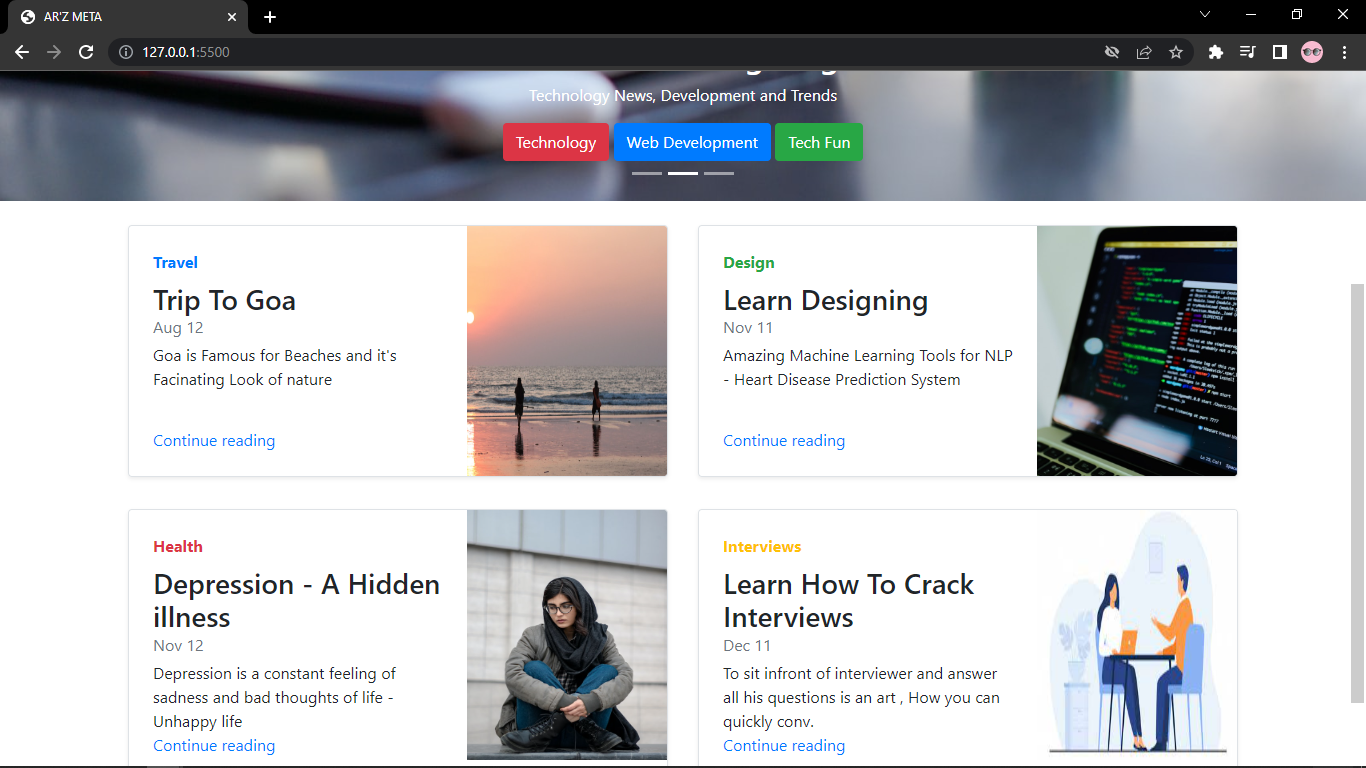 AR'Z META
127.0.0.1:5500
Technology News, Development and Trends
Technology Web Development Tech Fun
Travel
Trip To Goa
Aug 12
Goa is Famous for Beaches and it's
Facinating Look of nature
Continue reading
Design
Learn Designing
Nov 11
Amazing Machine Learning Tools for NLP
- Heart Disease Prediction System
Continue reading
Health
Depression - A Hidden
illness
Nov 12
Depression is a constant feeling of
sadness and bad thoughts of life -
Unhappy life
Continue reading
Interviews
Learn How To Crack
Interviews
Dec 11
To sit infront of interviewer and answer
all his questions is an art , How you can
quickly conv.
Continue reading